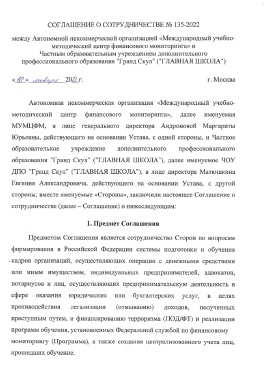 СОГЛАШЕНИЕ О СОТРУДНИЧЕСТВЕ № 135-2022
между Автономной некоммерческой организацией «Международный учебно-
методический центр финансового мониторинга» и
Частным образовательным учреждением дополнительного
профессионального образования "Гранд Скул" ("ГЛАВНАЯ ШКОЛА")
г. Москва
Автономная некоммерческая организация «Международный учебно-
методический центр финансового мониторинга», далее именуемая
МУМЦФМ, в лице генерального директора Андроновой Маргариты
Юрьевны, действующего на основании Устава, с одной стороны, и Частное
образовательное учреждение дополнительного профессионального
образования "Гранд Скул" ("ГЛАВНАЯ ШКОЛА"), далее именуемое ЧОУ
ДПО "Гранд Скул" ("ГЛАВНАЯ ШКОЛА"), в лице директора Матюшкина
Евгения Александровича, действующего на основании Устава, с другой
стороны, вместе именуемые «Стороны», заключили настоящее Соглашение о
сотрудничестве (далее – Соглашение) о нижеследующем:
1. Предмет Соглашения
Предметом Соглашения является сотрудничество Сторон по вопросам
формирования в Российской Федерации системы подготовки и обучения
кадров организаций, осуществляющих операции с денежными средствами
или иным имуществом, индивидуальных предпринимателей, адвокатов,
нотариусов и лиц, осуществляющих предпринимательскую деятельность в
сфере оказания юридических или бухгалтерских услуг, в целях
противодействия легализации (отмыванию) доходов, полученных
преступным путем, и финансированию терроризма (ПОД/ФТ) и реализация
программ обучения, установленных Федеральной службой по финансовому
мониторингу (Программа), а также создания централизованного учета лиц,
прошедших обучение.